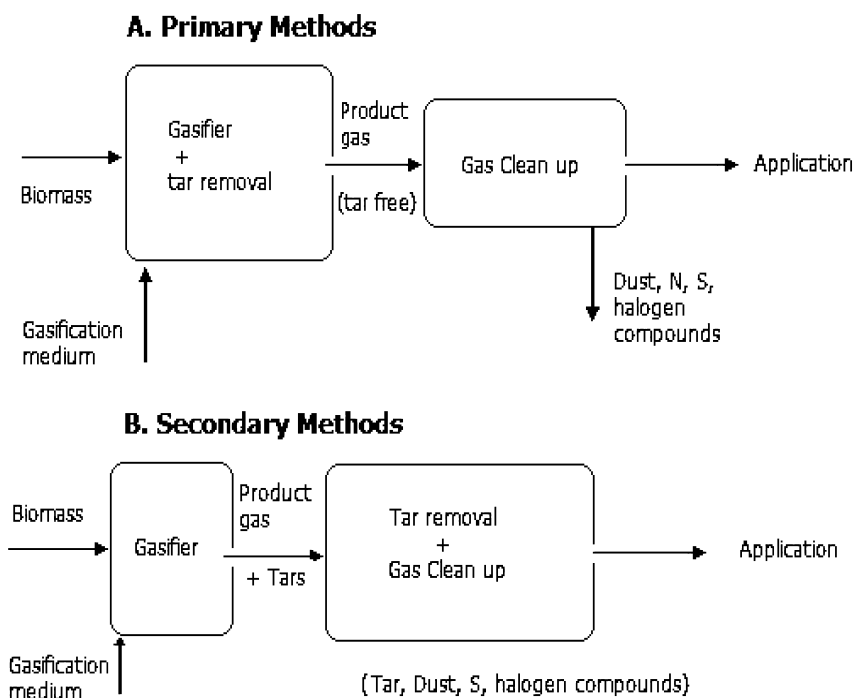 A. Primary Methods
Gasifier
+
tar removal
Product
gas
(tar free)
Gas Clean up
Application
Biomass
Gasification
medium
Dust, N, S,
halogen
compounds
B. Secondary Methods
Biomass
Gasifier
Product
gas
+ Tars
Tar removal
+
Gas Clean up
Application
Gasification
medium
(Tar, Dust, S, halogen compounds)